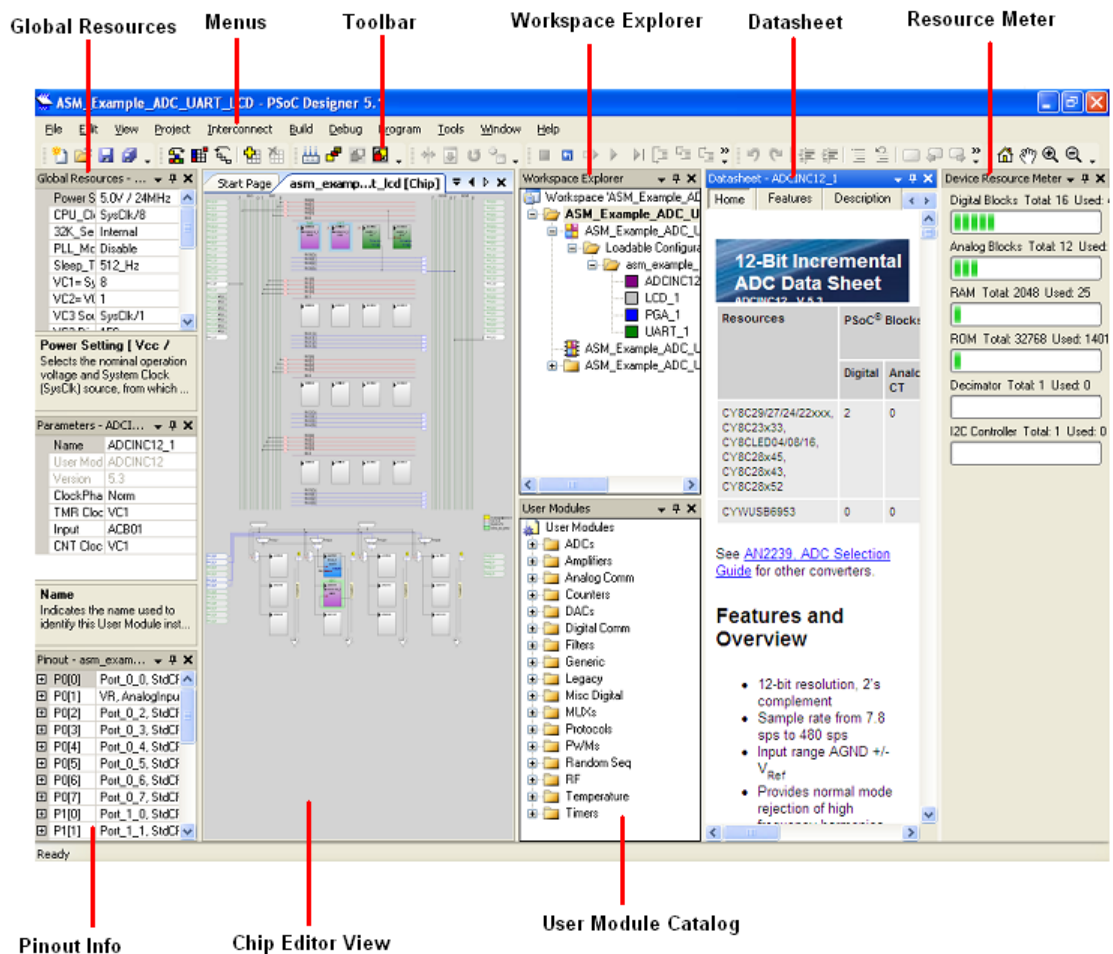 Global Resources
Menus
Toolbar
Workspace Explorer
Datasheet
Resource Meter
ASM_Example_ADC_UART_LCD - PSoC Designer 5.
File Edit View Project Interconnect Build Debug Program Tools Window Help
Global Resources - ...
Power S 5.0V / 24MHz
CPU_Cl SysClk/8
32K_Se Internal
PLL_Mc Disable
Sleep_T 512_Hz
VC1= Sy 8
VC2= VC 1
VC3 Sou SysClk/1
Power Setting [ Vcc /
Selects the nominal operation
voltage and System Clock
(SysClk) source, from which ...
Parameters - ADCI...
Name ADCINC12_1
User Mod ADCINC12
Version 5.3
ClockPha Norm
TMR Cloc VC1
Input ACB01
CNT Cloc VC1
Name
Indicates the name used to
identify this User Module inst...
Pinout - asm_exam...
P0[0] Port_0_0, StdCF
P0[1] VR, AnalogInpu
P0[2] Port_0_2, StdCF
P0[3] Port_0_3, StdCF
P0[4] Port_0_4, StdCF
P0[5] Port_0_5, StdCF
P0[6] Port_0_6, StdCF
P0[7] Port_0_7, StdCF
P1[0] Port_1_0, StdCF
P1[1] Port_1_1, StdCF
Start Page
asm_examp...t_lcd [Chip]
Workspace Explorer
Workspace 'ASM_Example_AD
ASM_Example_ADC_U
ASM_Example_ADC_U
Loadable Configura
asm_example_
ADCINC12
LCD_1
PGA_1
UART_1
ASM_Example_ADC_U
ASM_Example_ADC_U
User Modules
User Modules
ADCs
Amplifiers
Analog Comm
Counters
DACs
Digital Comm
Filters
Generic
Legacy
Misc Digital
MUXs
Protocols
PWMs
Random Seq
RF
Temperature
Timers
Datasheet - ADCINC12_1
Home Features Description
12-Bit Incremental
ADC Data Sheet
ADCINC12 V 5.3
Resources PSoC® Blocks
Digital Analo
CT
CY8C29/27/24/22xxx, 2 0
CY8C23x33,
CY8CLED04/08/16,
CY8C28x45,
CY8C28x43,
CY8C28x52
CYWUSB6953 0 0
See AN2239, ADC Selection
Guide for other converters.
Features and
Overview
12-bit resolution, 2's
complement
Sample rate from 7.8
sps to 480 sps
Input range AGND +/-
VRef
Provides normal mode
rejection of high
frequency harmonics
Device Resource Meter
Digital Blocks Total: 16 Used: 4
Analog Blocks Total: 12 Used:
RAM Total: 2048 Used: 25
ROM Total: 32768 Used: 1401
Decimator Total: 1 Used: 0
I2C Controller Total: 1 Used: 0
Ready
Pinout Info
Chip Editor View
User Module Catalog